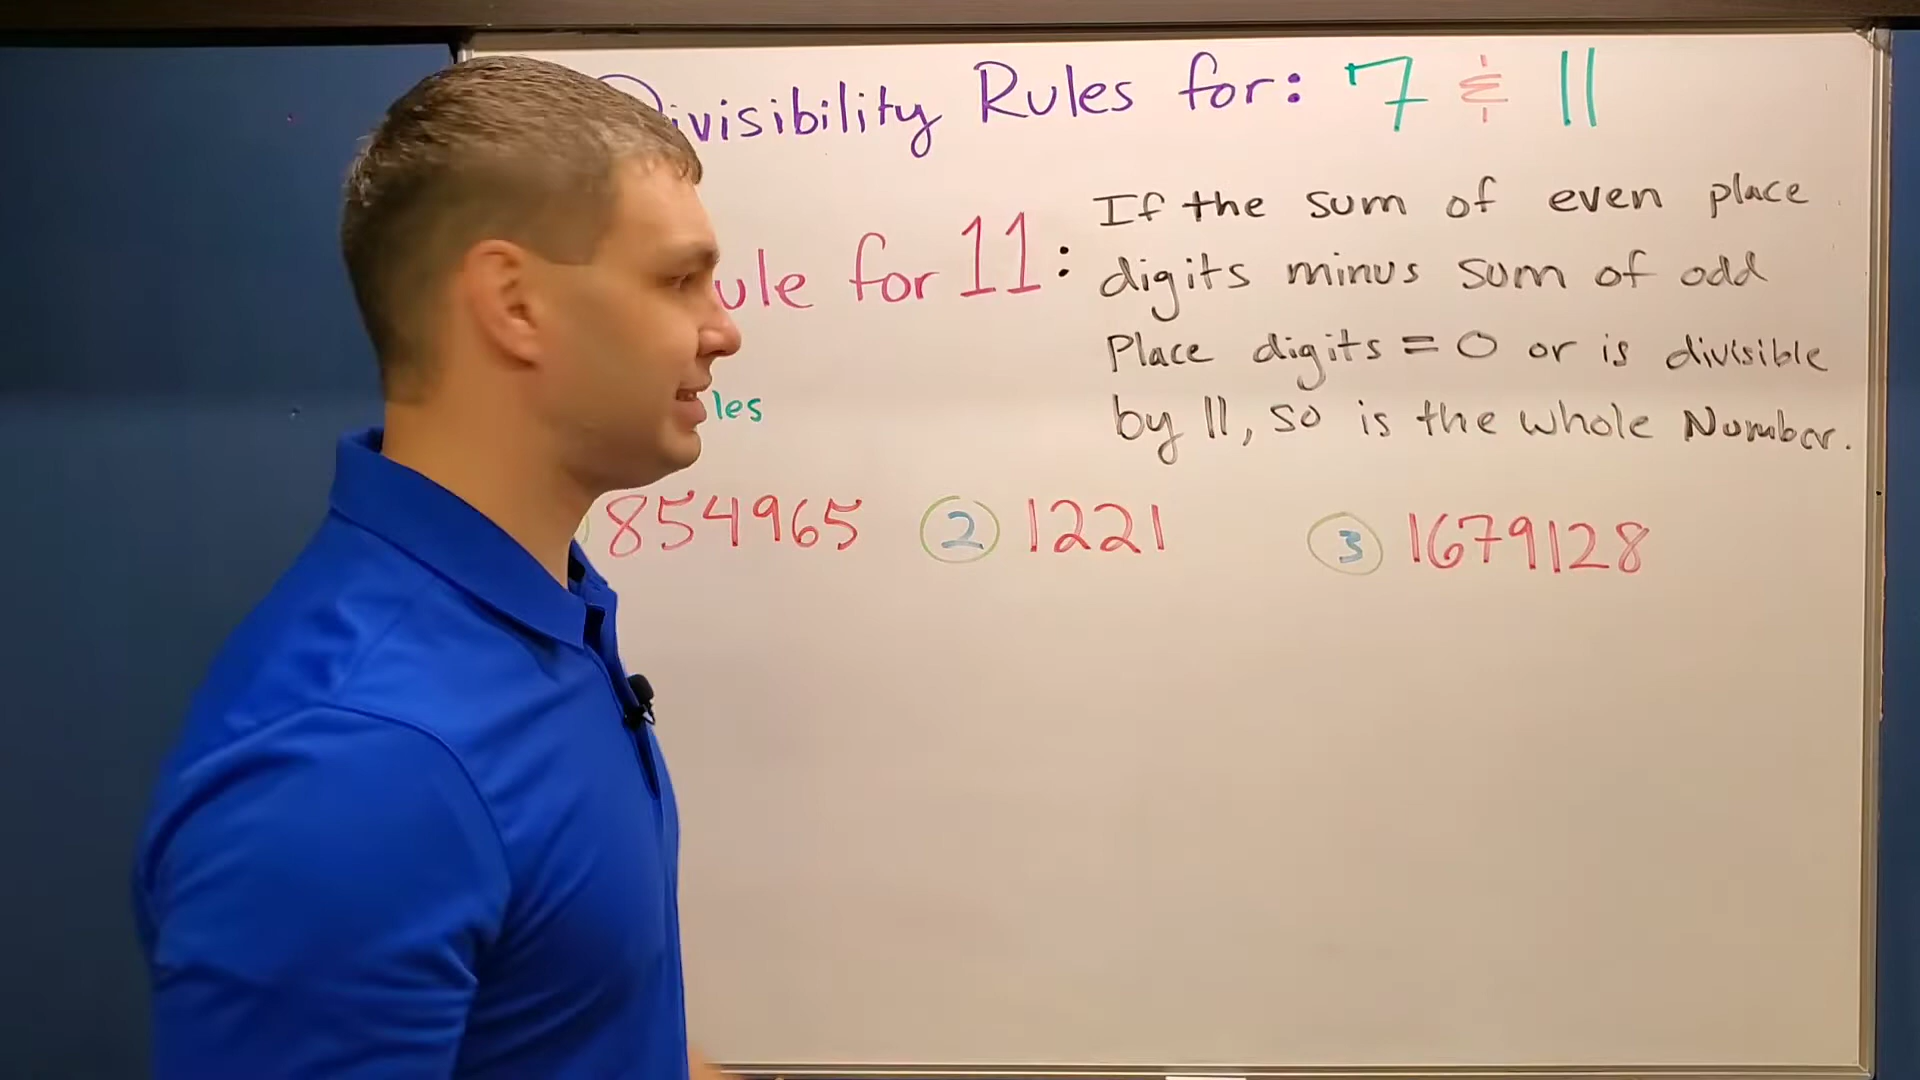 ivisibility Rules for: 7 & 11
ule for 11:
If the sum of even place
digits minus sum of odd
Place digits = 0 or is divisible
by 11, so is the whole Number.
les
854965 2 1221 3 1679128